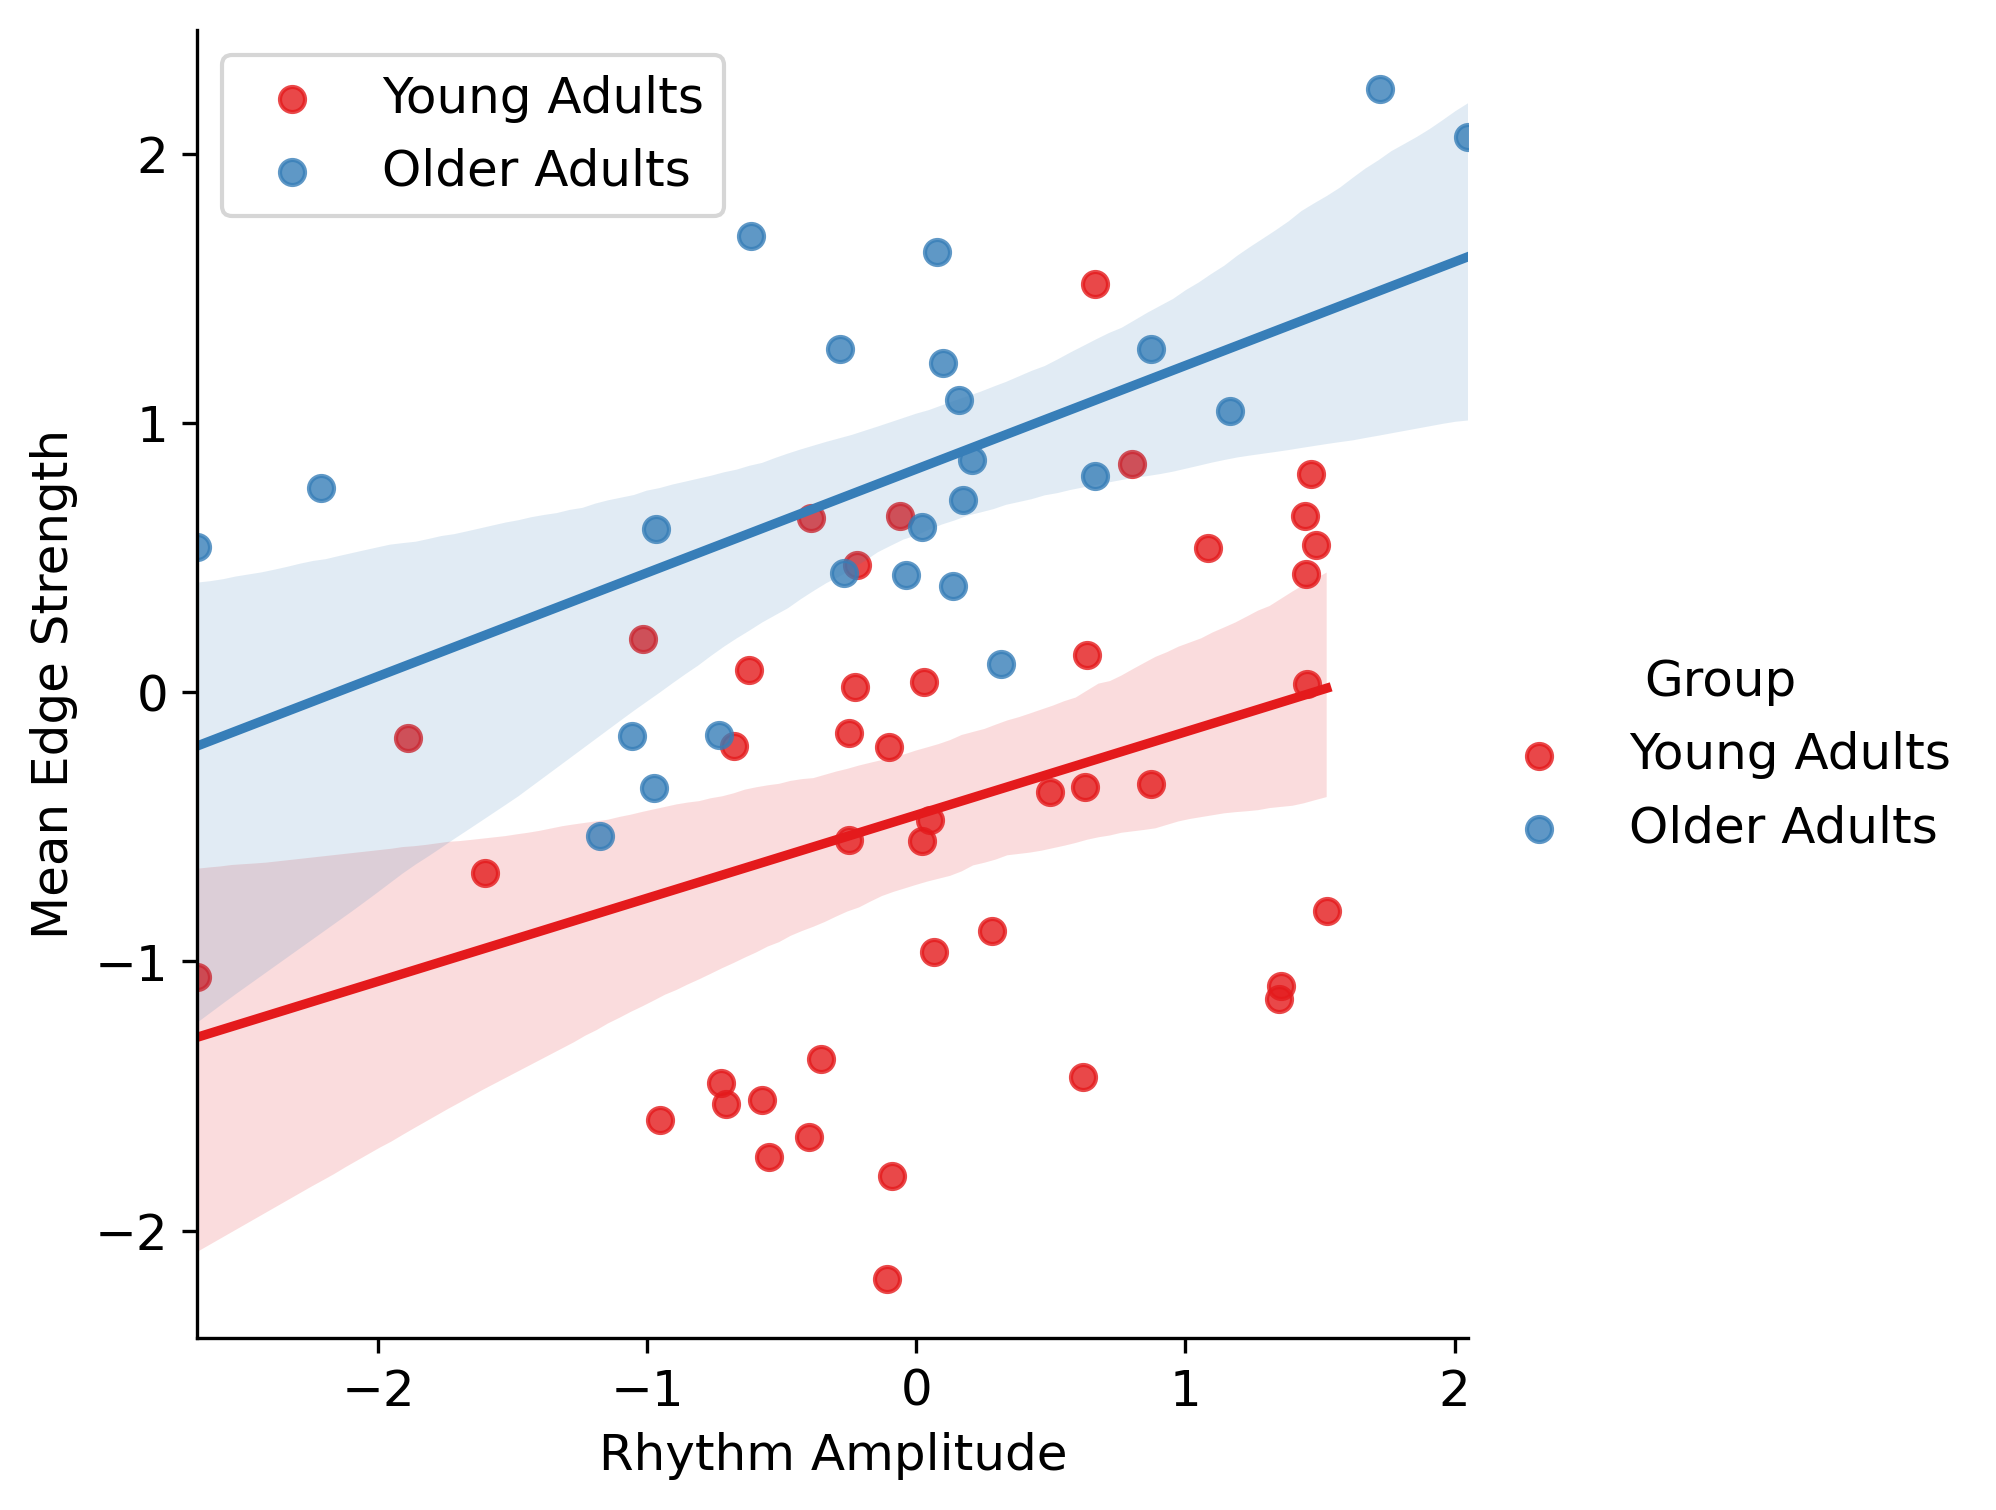 Young Adults
Older Adults
2
1
0
−1
−2
Mean Edge Strength
−2
−1
0
1
2
Rhythm Amplitude
Group
Young Adults
Older Adults